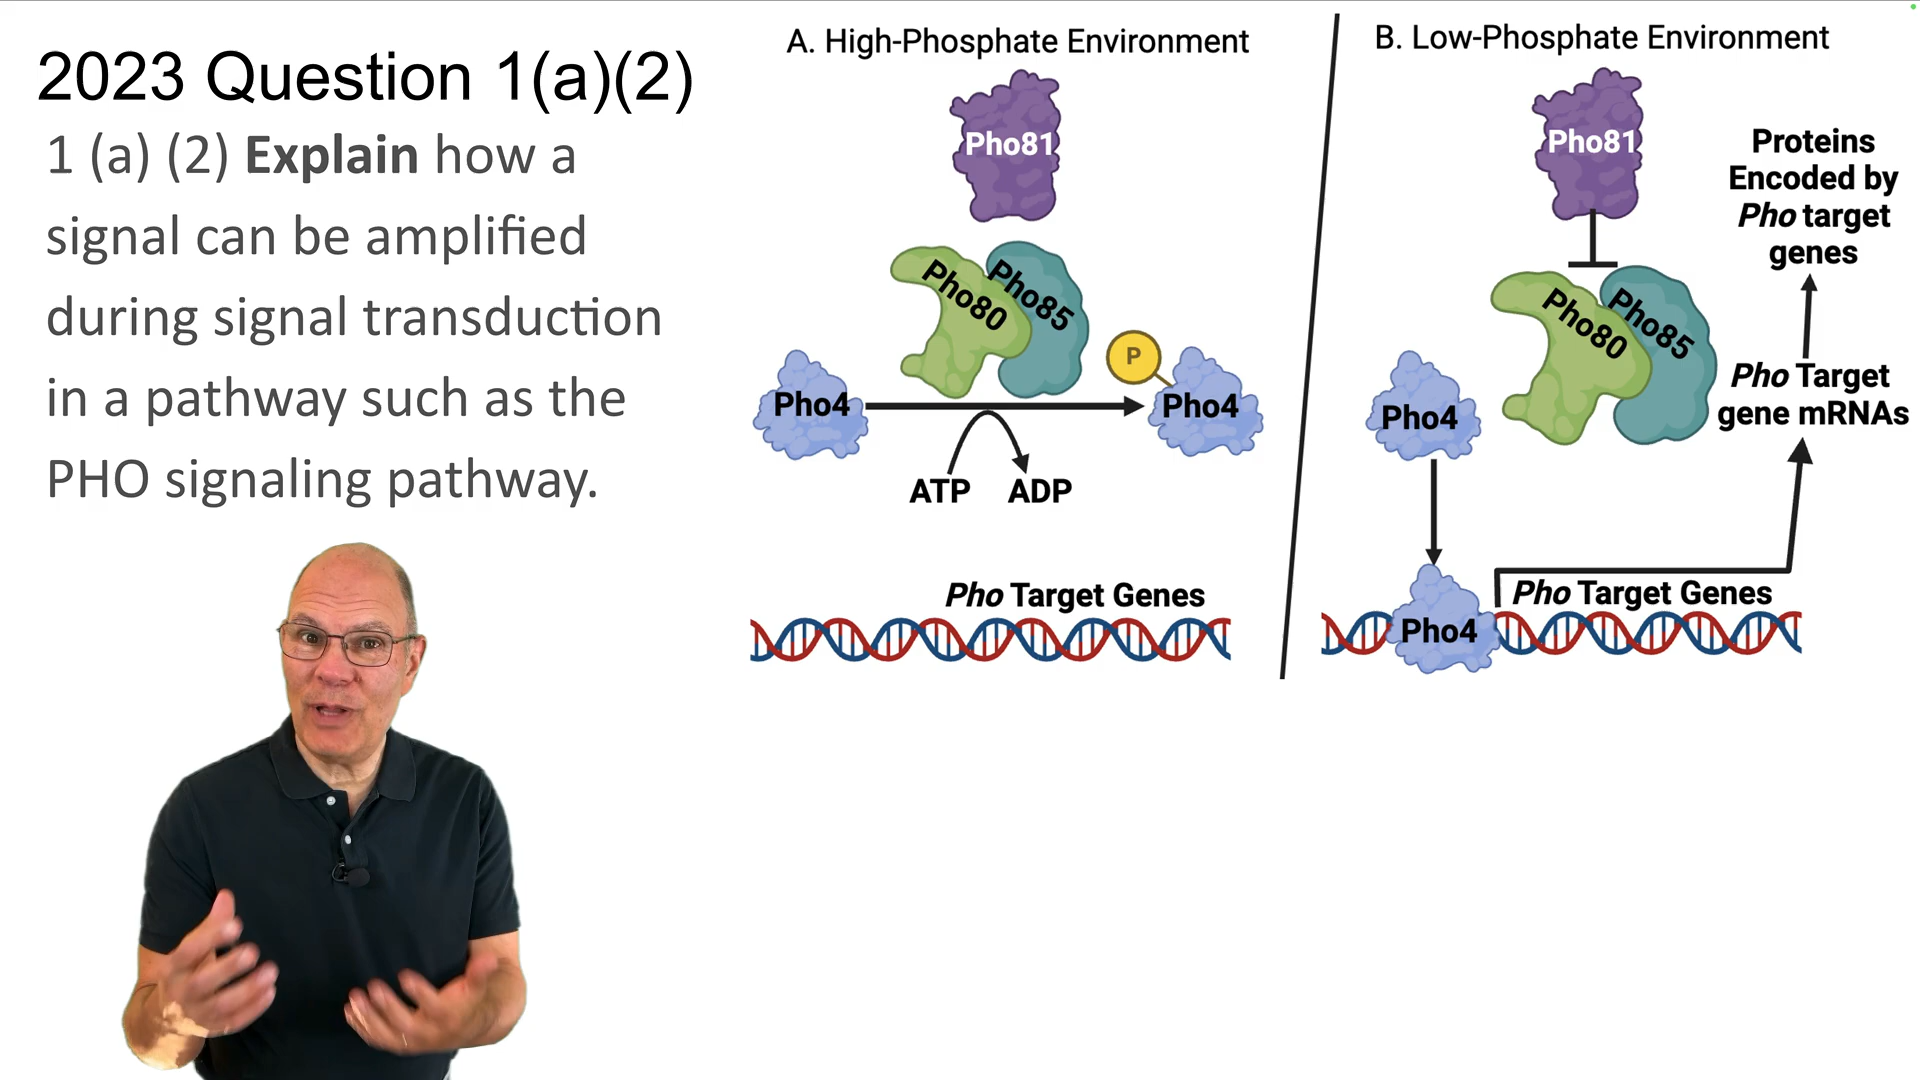 2023 Question 1(a)(2)
1 (a) (2) Explain how a
signal can be amplified
during signal transduction
in a pathway such as the
PHO signaling pathway.
A. High-Phosphate Environment
Pho81
Pho80
Pho85
P
Pho4
Pho4
ATP
ADP
Pho Target Genes
B. Low-Phosphate Environment
Pho81
Proteins
Encoded by
Pho target
genes
Pho80
Pho85
Pho Target
gene mRNAs
Pho4
Pho Target Genes
Pho4